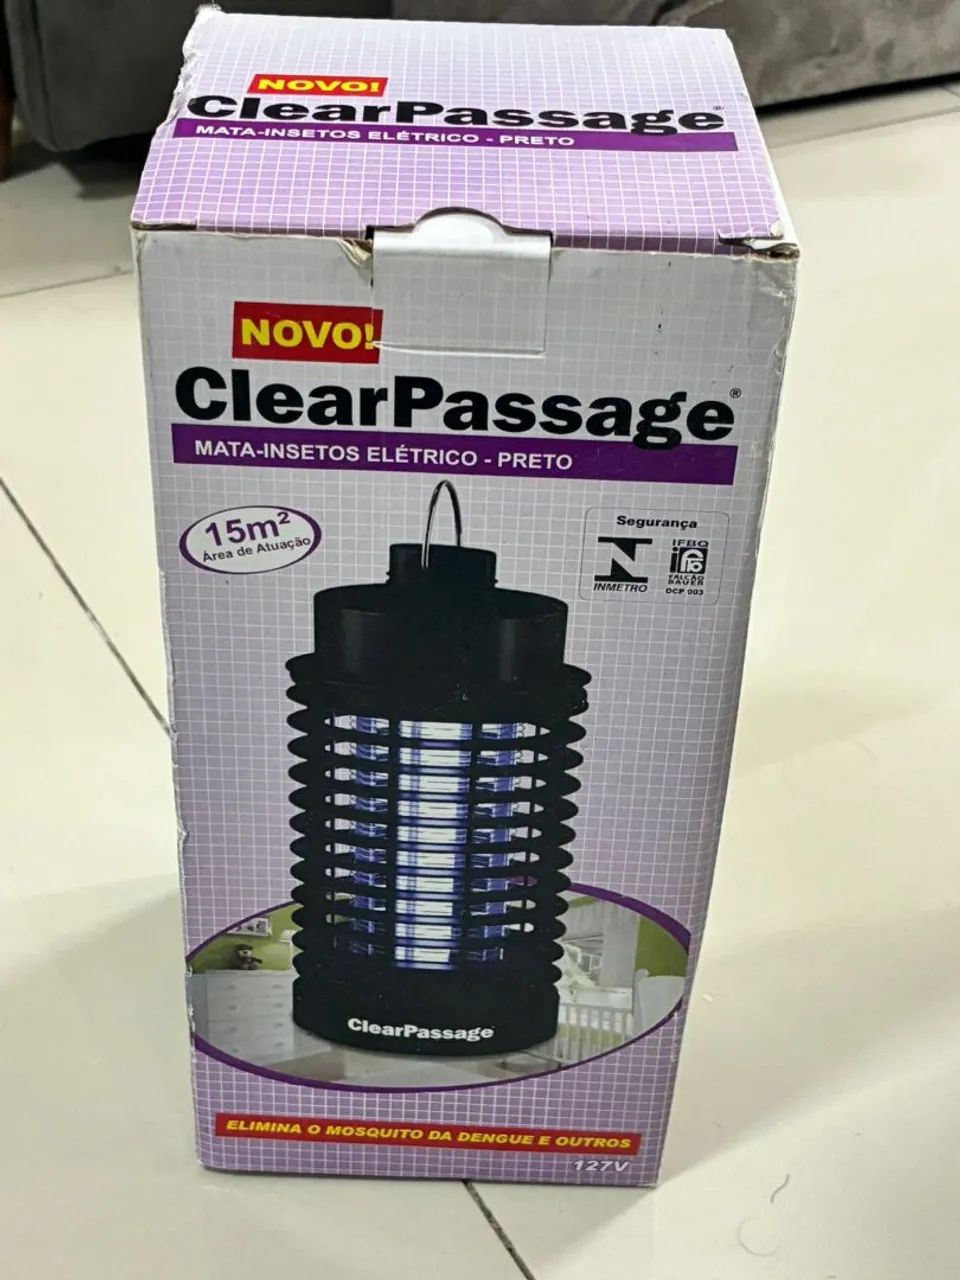 NOVO!
ClearPassage®
MATA-INSETOS ELÉTRICO - PRETO
NOVO!
ClearPassage®
MATA-INSETOS ELÉTRICO - PRETO
15m²
Área de Atuação
Segurança
INMETRO
IFBQ
FALCÃO
BAUER
OCP 003
ClearPassage
ELIMINA O MOSQUITO DA DENGUE E OUTROS
127V